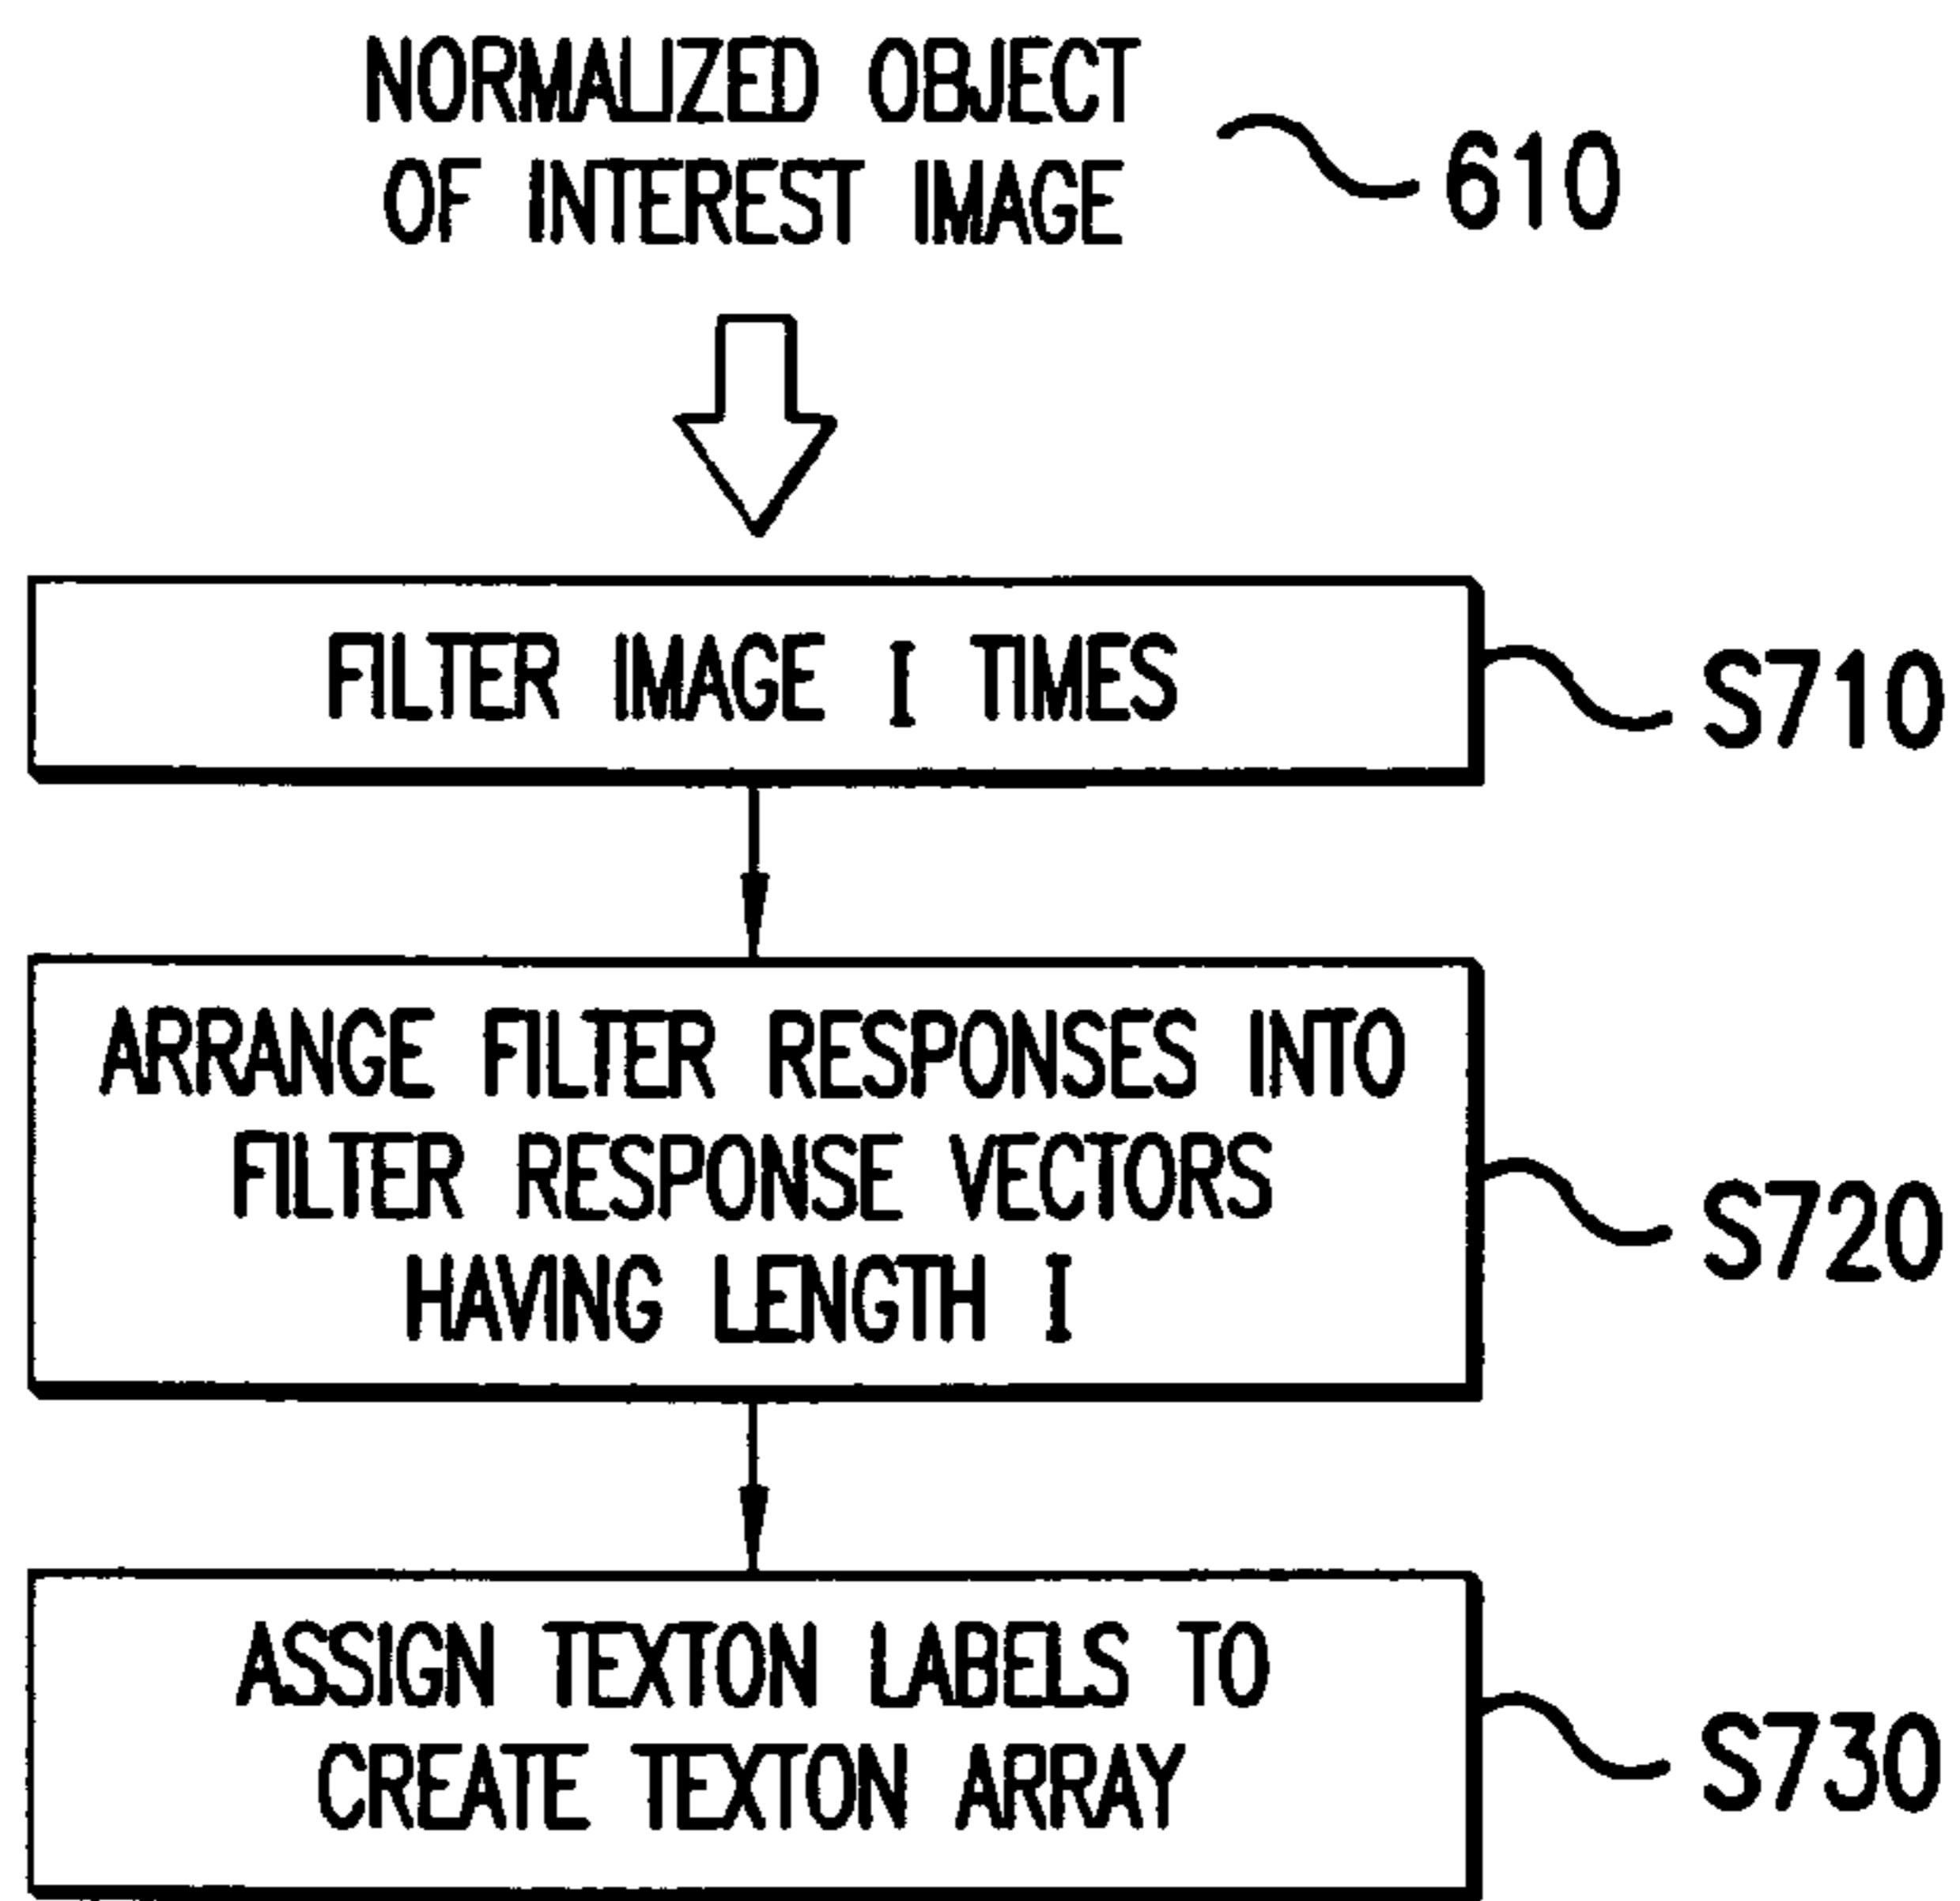 NORMALIZED OBJECT
OF INTEREST IMAGE
610
FILTER IMAGE I TIMES
S710
ARRANGE FILTER RESPONSES INTO
FILTER RESPONSE VECTORS
HAVING LENGTH I
S720
ASSIGN TEXTON LABELS TO
CREATE TEXTON ARRAY
S730